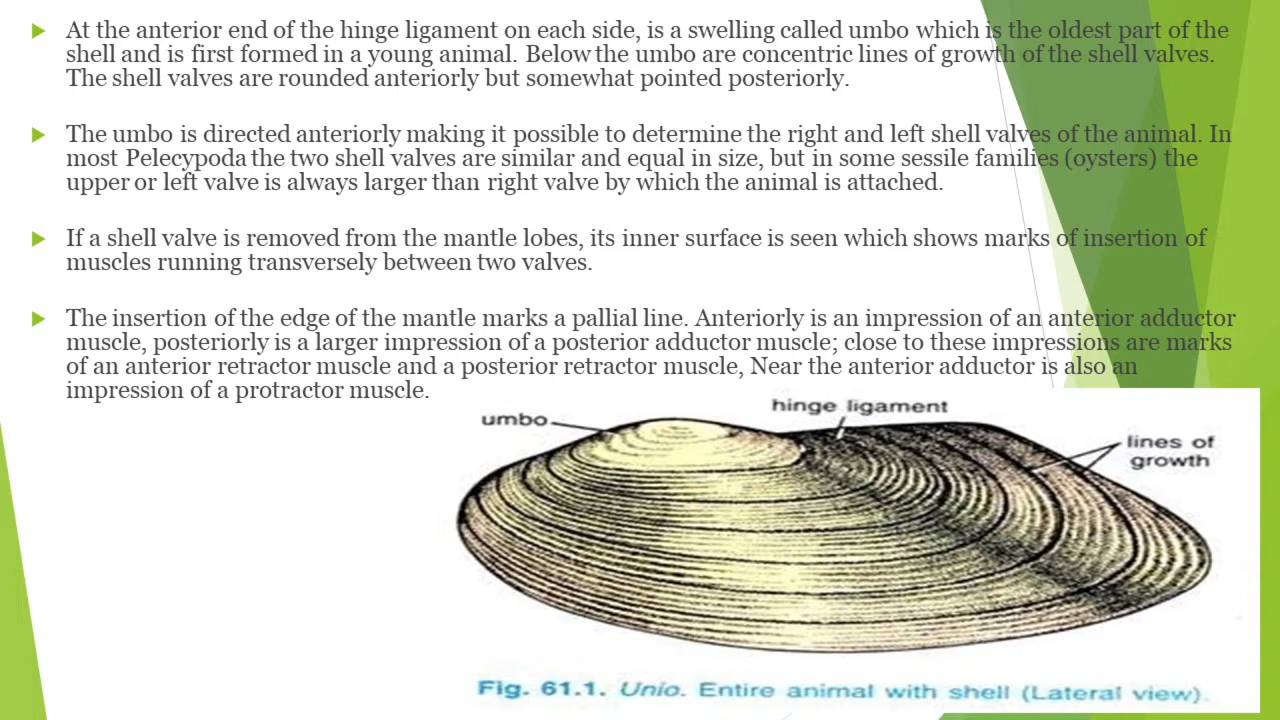 At the anterior end of the hinge ligament on each side, is a swelling called umbo which is the oldest part of the
shell and is first formed in a young animal. Below the umbo are concentric lines of growth of the shell valves.
The shell valves are rounded anteriorly but somewhat pointed posteriorly.
The umbo is directed anteriorly making it possible to determine the right and left shell valves of the animal. In
most Pelecypoda the two shell valves are similar and equal in size, but in some sessile families (oysters) the
upper or left valve is always larger than right valve by which the animal is attached.
If a shell valve is removed from the mantle lobes, its inner surface is seen which shows marks of insertion of
muscles running transversely between two valves.
The insertion of the edge of the mantle marks a pallial line. Anteriorly is an impression of an anterior adductor
muscle, posteriorly is a larger impression of a posterior adductor muscle; close to these impressions are marks
of an anterior retractor muscle and a posterior retractor muscle, Near the anterior adductor is also an
impression of a protractor muscle.
hinge ligament
umbo
lines of
growth
Fig. 61.1. Unio. Entire animal with shell (Lateral view).